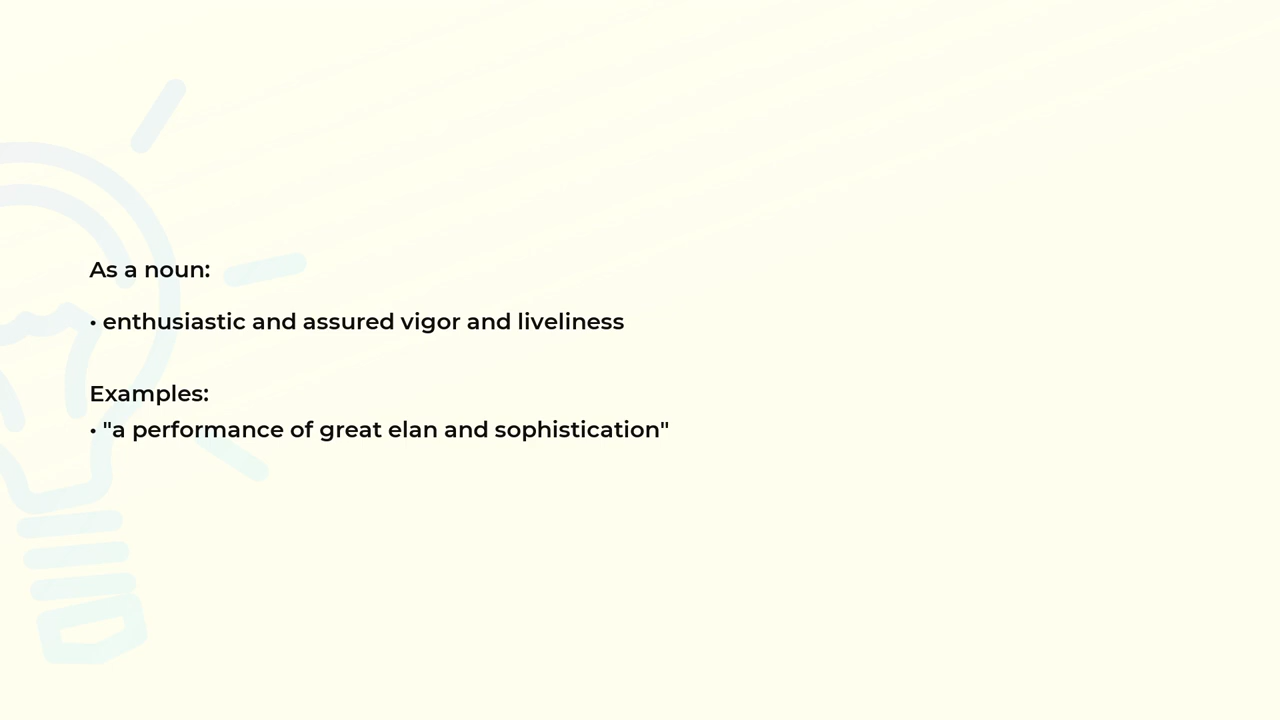 As a noun:
• enthusiastic and assured vigor and liveliness
Examples:
• "a performance of great elan and sophistication"